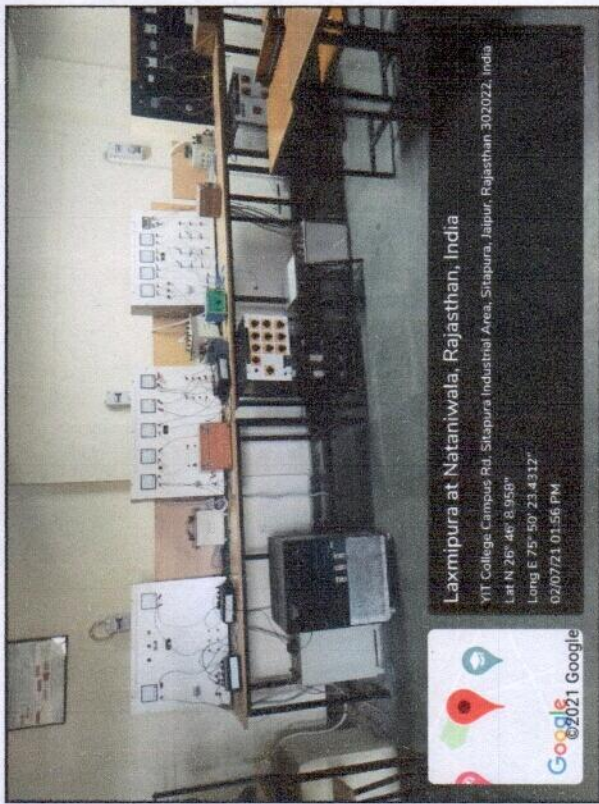 Laxmipura at Nataniwala, Rajasthan, India
YIT College Campus Rd, Sitapura Industrial Area, Sitapura, Jaipur, Rajasthan 302022, India
Lat N 26° 46' 8.958"
Long E 75° 50' 23.4312"
02/07/21 01:56 PM
Google
©2021 Google